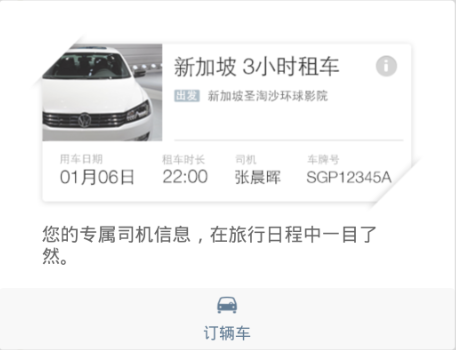 新加坡 3小时租车
出发 新加坡圣淘沙环球影院
用车日期 租车时长 司机 车牌号
01月06日 22:00 张晨晖 SGP12345A
您的专属司机信息，在旅行日程中一目了
然。
订辆车